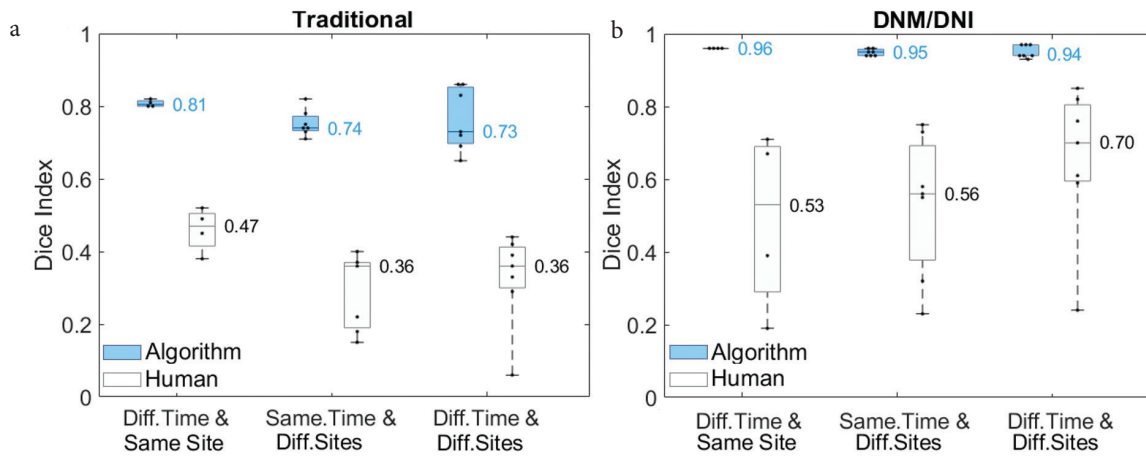 a
Traditional
Dice Index
1
0.8
0.6
0.4
0.2
0
0.81
0.47
0.74
0.36
0.73
0.36
Algorithm
Human
Diff.Time &
Same Site
Same.Time &
Diff.Sites
Diff.Time &
Diff.Sites
b
DNM/DNI
Dice Index
1
0.8
0.6
0.4
0.2
0
0.96
0.53
0.95
0.56
0.94
0.70
Algorithm
Human
Diff.Time &
Same Site
Same.Time &
Diff.Sites
Diff.Time &
Diff.Sites